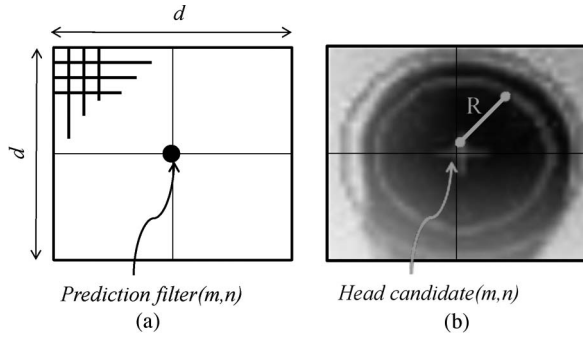 d
d
R
Prediction filter(m,n)
Head candidate(m,n)
(a)
(b)